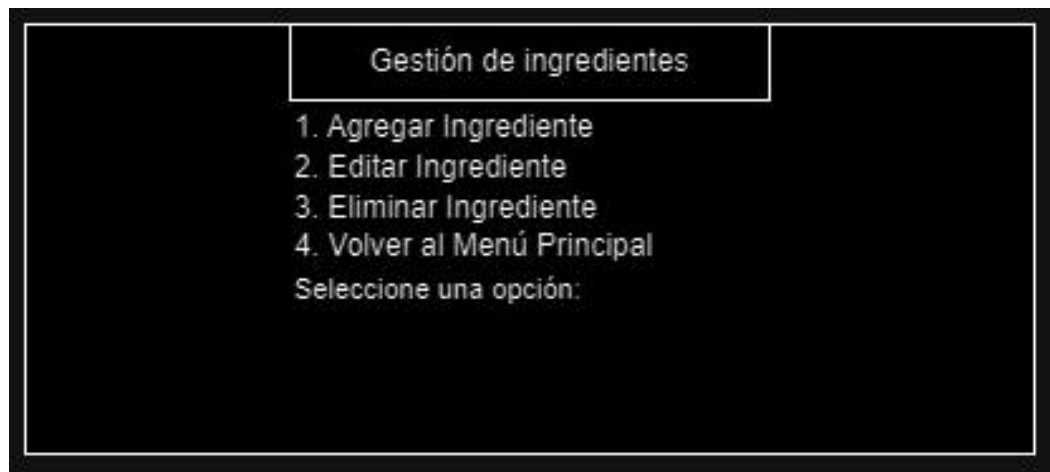 Gestión de ingredientes
1. Agregar Ingrediente
2. Editar Ingrediente
3. Eliminar Ingrediente
4. Volver al Menú Principal
Seleccione una opción: